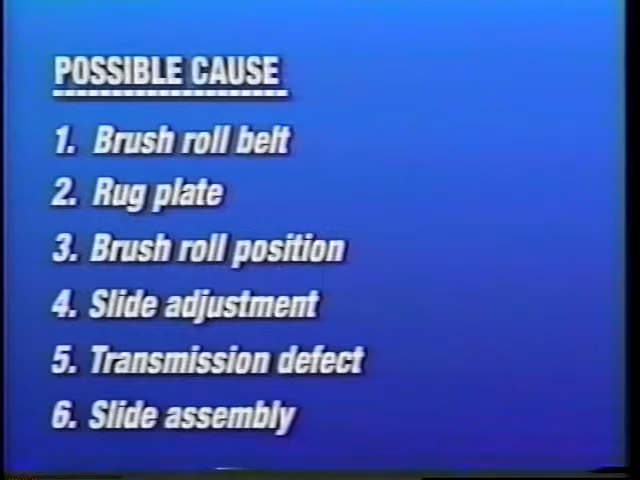 POSSIBLE CAUSE
1. Brush roll belt
2. Rug plate
3. Brush roll position
4. Slide adjustment
5. Transmission defect
6. Slide assembly